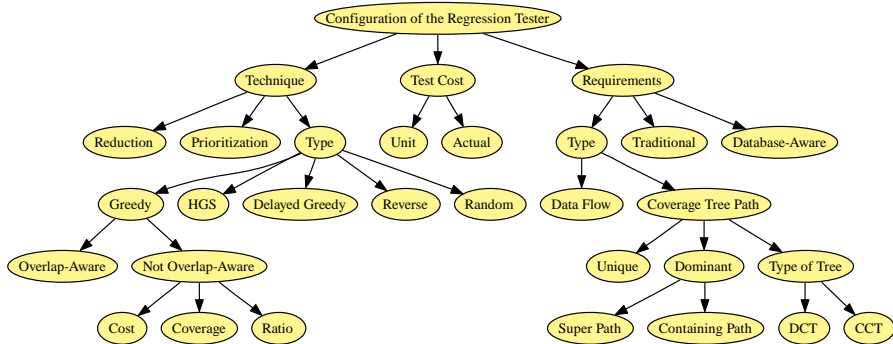 Configuration of the Regression Tester
Technique
Test Cost
Requirements
Reduction
Prioritization
Type
Unit
Actual
Type
Traditional
Database-Aware
Greedy
HGS
Delayed Greedy
Reverse
Random
Data Flow
Coverage Tree Path
Overlap-Aware
Not Overlap-Aware
Unique
Dominant
Type of Tree
Cost
Coverage
Ratio
Super Path
Containing Path
DCT
CCT